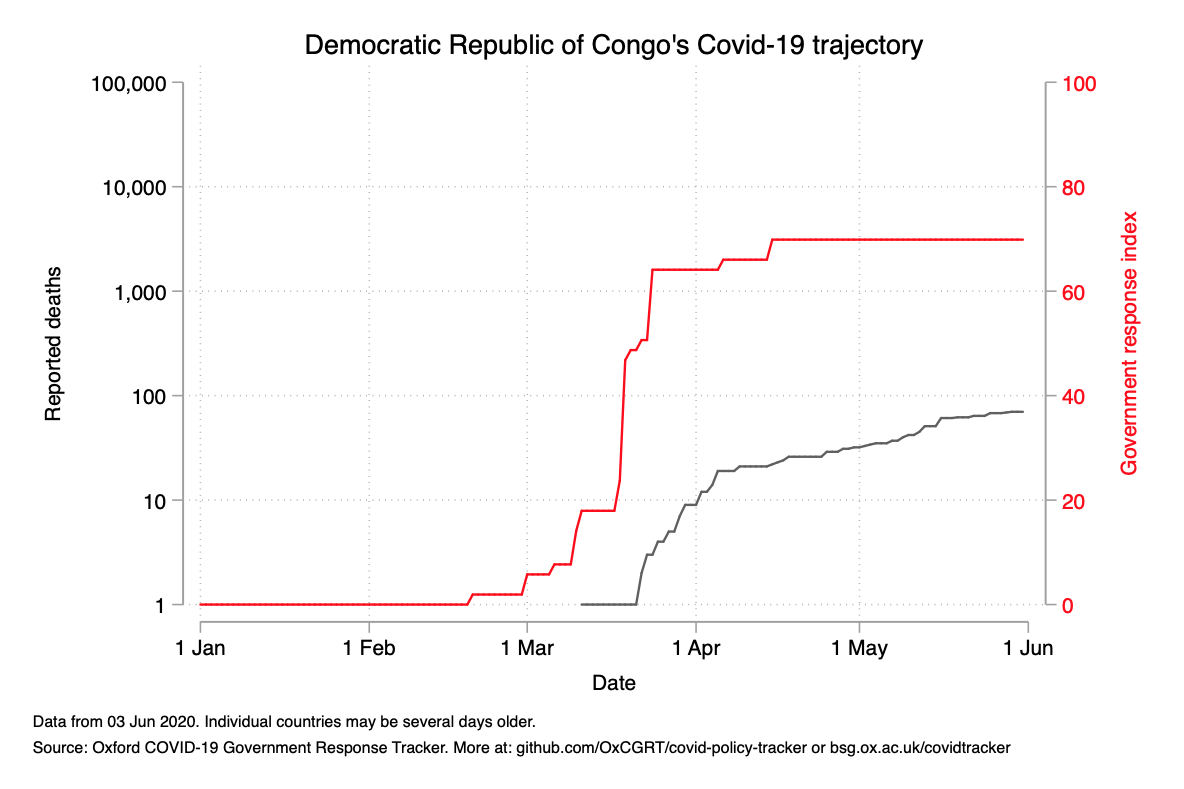 Democratic Republic of Congo's Covid-19 trajectory
100,000
10,000
1,000
100
10
1
Reported deaths
100
80
60
40
20
0
Government response index
1 Jan
1 Feb
1 Mar
1 Apr
1 May
1 Jun
Date
Data from 03 Jun 2020. Individual countries may be several days older.
Source: Oxford COVID-19 Government Response Tracker. More at: github.com/OxCGRT/covid-policy-tracker or bsg.ox.ac.uk/covidtracker